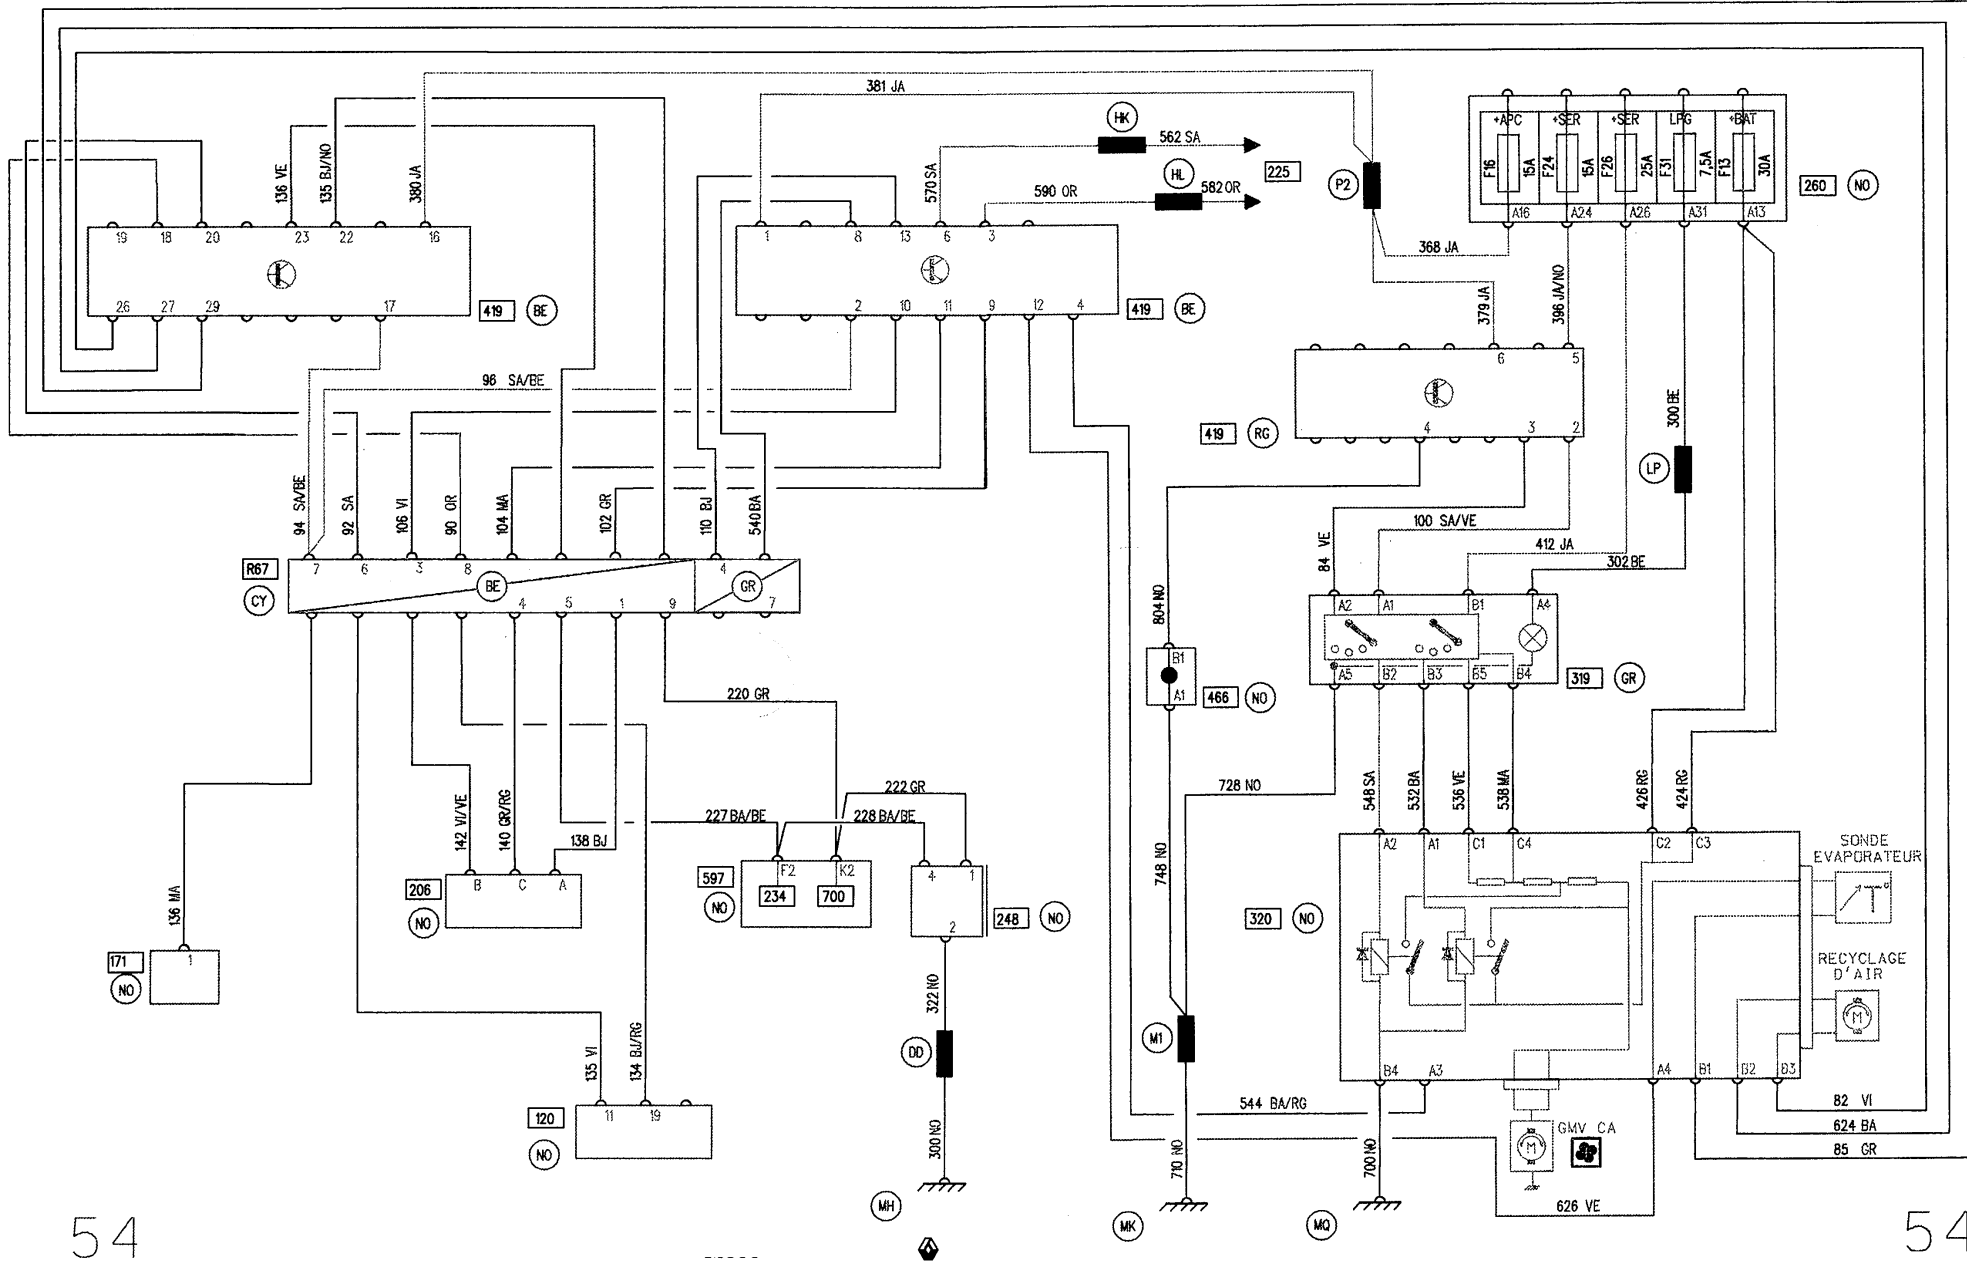 381 JA
HK
562 SA
225
HL
590 OR
582 OR
570 SA
P2
+APC +SER +SER LPG +BAT
F16 15A F24 15A F26 25A F31 7,5A F13 30A
A16 A24 A26 A31 A13
260 NO
136 VE
135 BJ/NO
380 JA
19 18 20 23 22 16
26 27 29 17
419 BE
1 8 13 6 3
2 10 11 9 12 4
419 BE
368 JA
379 JA
396 JA/NO
6 5
4 3 2
419 RG
300 BE
LP
96 SA/BE
94 SA/BE
92 SA
106 VI
90 OR
104 MA
102 GR
110 BJ
540 BA
R67
CY
7 6 3 8 BE 4 GR
4 5 1 9 7
100 SA/VE
412 JA
302 BE
84 VE
804 NO
A2 A1 B1 A4
A5 B2 B3 B5 B4
319 GR
B1
A1
466 NO
220 GR
222 GR
227 BA/BE
228 BA/BE
142 VI/VE
140 GR/RG
138 BJ
728 NO
748 NO
548 SA
532 BA
536 VE
538 MA
426 RG
424 RG
206
NO
B C A
597
NO
F2 K2
234 700
4 1
2
248 NO
136 MA
171
NO
1
322 NO
DD
300 NO
MH
135 VI
134 BJ/RG
120
NO
11 19
M1
710 NO
MK
A2 A1 C1 C4 C2 C3
320 NO
SONDE
EVAPORATEUR
T°
RECYCLAGE
D'AIR
M
B4 A3 A4 B1 B2 B3
544 BA/RG
700 NO
MQ
GMV CA
M
82 VI
624 BA
85 GR
626 VE
54
54